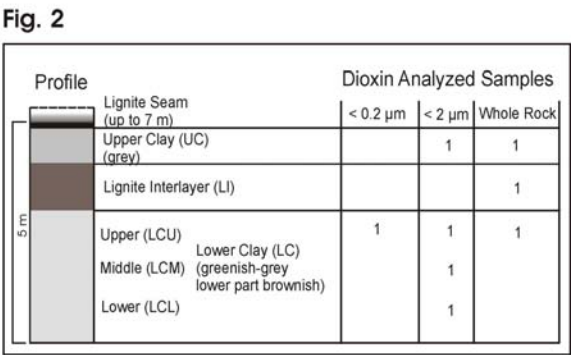 Fig. 2
Profile
Dioxin Analyzed Samples
< 0.2 µm
< 2 µm
Whole Rock
Lignite Seam
(up to 7 m)
Upper Clay (UC)
(grey)
1
1
Lignite Interlayer (LI)
1
5 m
Upper (LCU)
1
1
1
Lower Clay (LC)
Middle (LCM)
(greenish-grey
lower part brownish)
1
Lower (LCL)
1